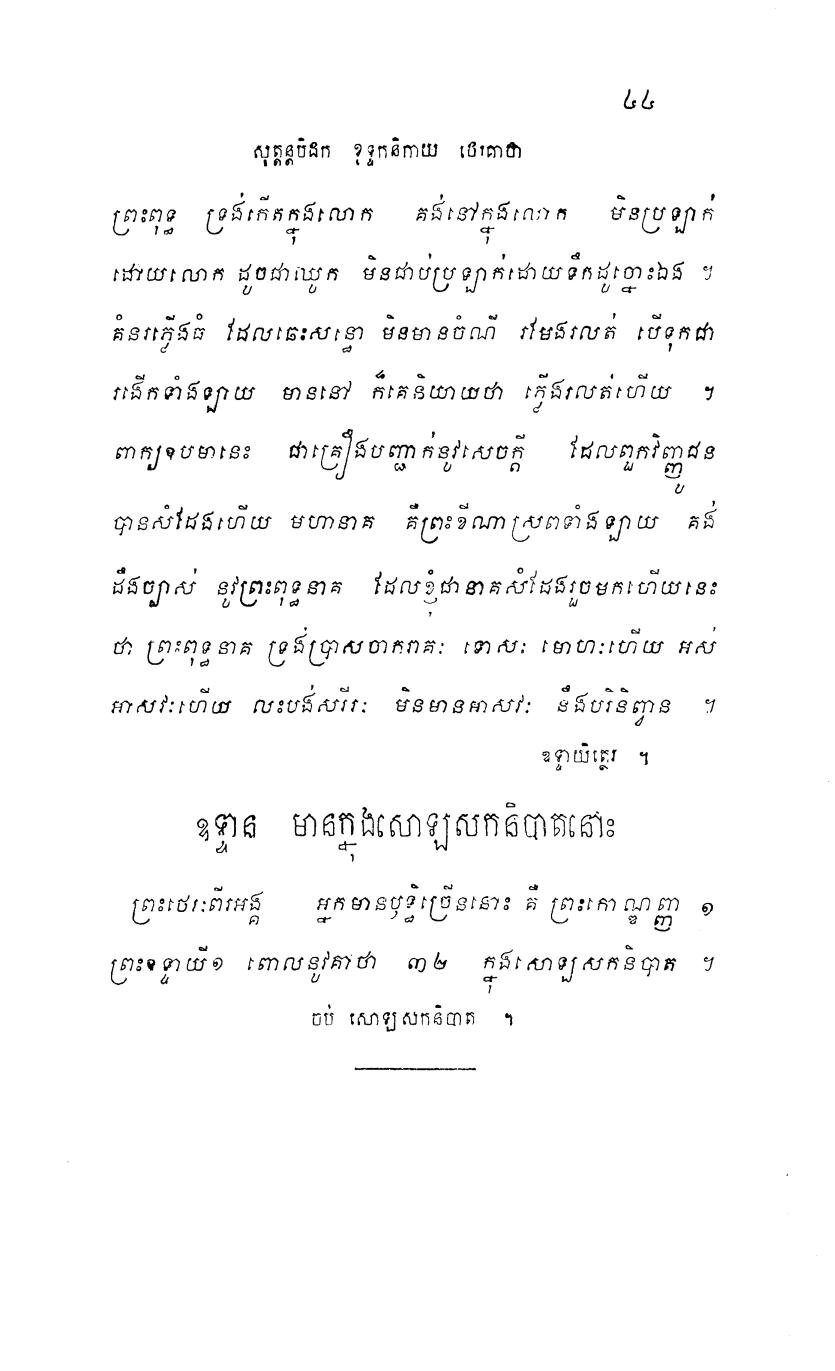 ៤៤
សុត្តន្តបិដក ខុទ្ទកនិកាយ ថេរគាថា
ព្រះពុទ្ធ ទ្រង់កើតក្នុងលោក គង់នៅក្នុងលោក មិនប្រឡាក់
ដោយលោក ដូចជាឈូក មិនជាប់ប្រឡាក់ដោយទឹកដូច្នោះឯង ។
គំនរភ្លើងធំ ដែលឆេះសន្ធោ មិនមានចំណី រមែងរលត់ បើទុកជា
រងើកទាំងឡាយ មាននៅ ក៏គេនិយាយថា ភ្លើងរលត់ហើយ ។
ពាក្យឧបមានេះ ជាគ្រឿងបញ្ជាក់នូវសេចក្តី ដែលពួកវិញ្ញូជន
បានសំដែងហើយ មហានាគ គឺព្រះខីណាស្រពទាំងឡាយ គង់
ដឹងច្បាស់ នូវព្រះពុទ្ធនាគ ដែលខ្ញុំជានាគសំដែងរួចមកហើយនេះ
ថា ព្រះពុទ្ធនាគ ទ្រង់ប្រាសចាករាគៈ ទោសៈ មោហៈហើយ អស់
អាសវៈហើយ លះបង់សរីរៈ មិនមានអាសវៈ នឹងបរិនិព្វាន ។
ឧទ្ទាយិត្ថេរ ។
ឧទ្ទាន មានក្នុងសោឡសកនិបាតនោះ
ព្រះថេរៈពីរអង្គ អ្នកមានឫទ្ធិច្រើននោះ គឺ ព្រះកោណ្ឌញ្ញ ១
ព្រះឧទ្ទាយី១ ពោលនូវគាថា ៣២ ក្នុងសោឡសកនិបាត ។
ចប់ សោឡសកនិបាត ។